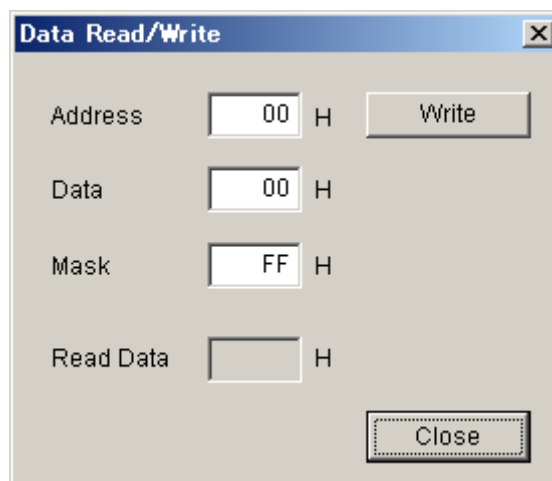 Data Read/Write
Address 00 H Write
Data 00 H
Mask FF H
Read Data H
Close